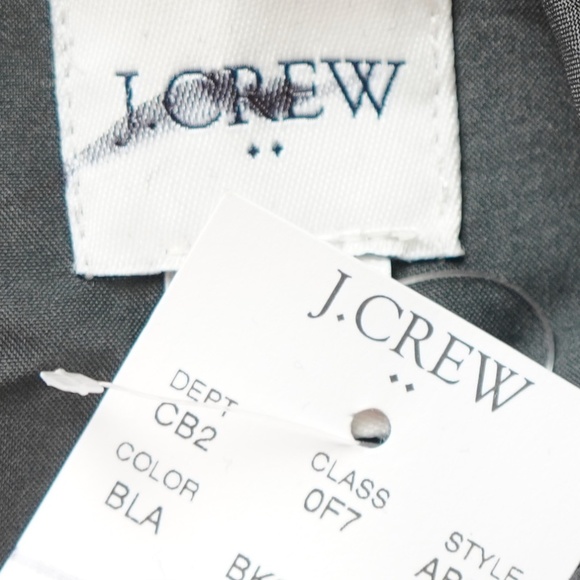 J.CREW
J.CREW
DEPT CLASS STYLE
CB2 0F7
COLOR
BLA